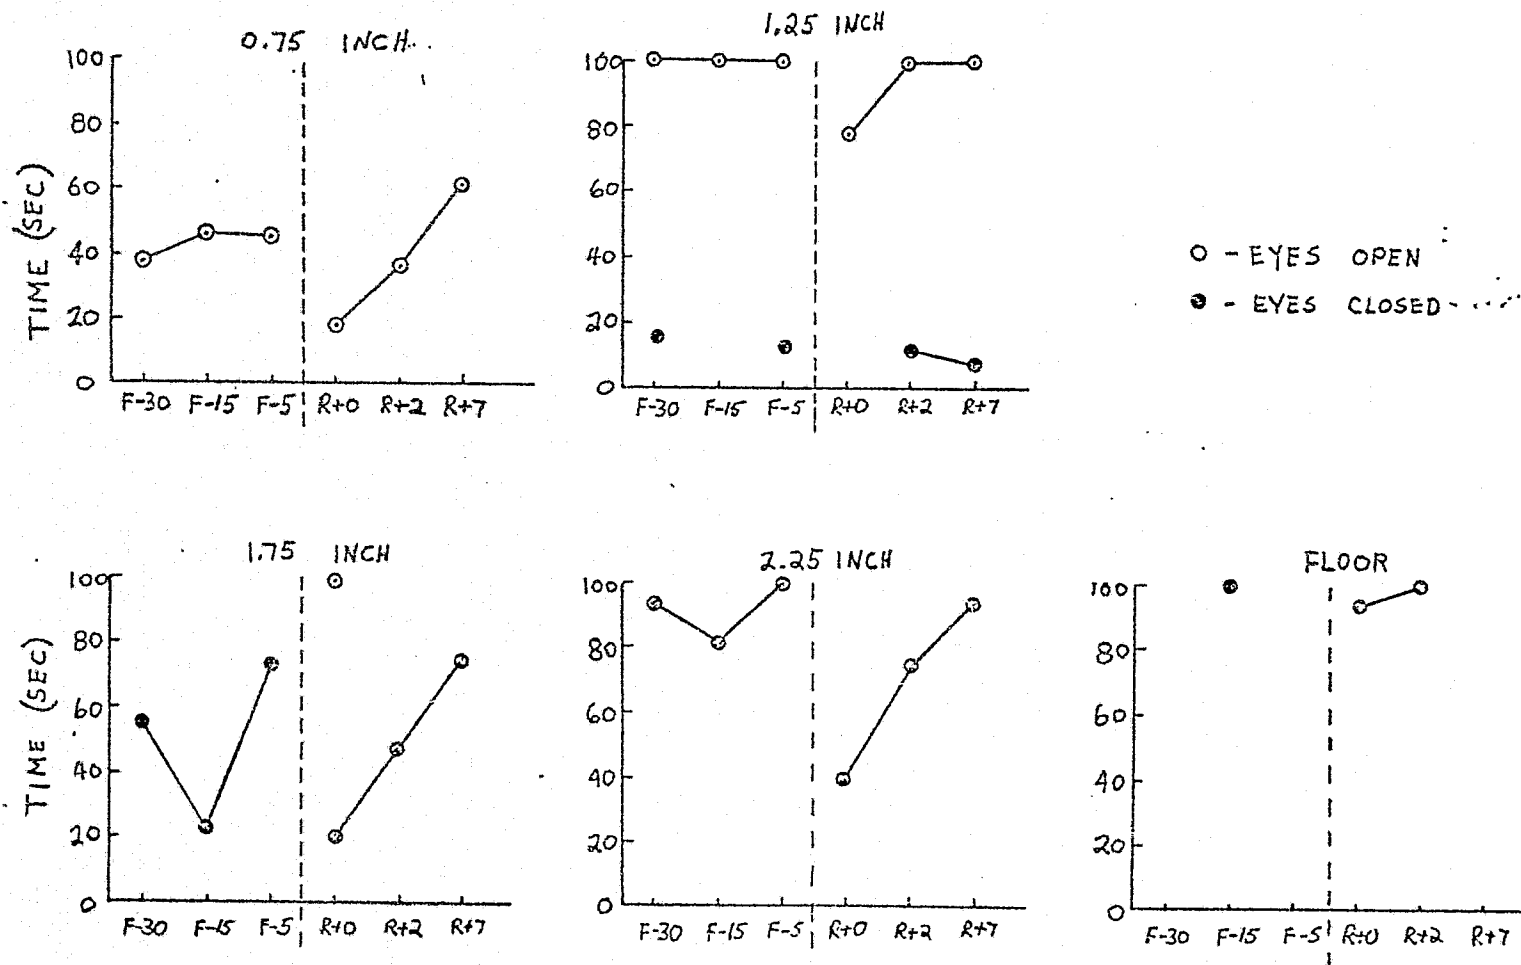 0.75 INCH
TIME (SEC)
100
80
60
40
20
0
F-30 F-15 F-5 R+0 R+2 R+7
1.25 INCH
100
80
60
40
20
0
F-30 F-15 F-5 R+0 R+2 R+7
O - EYES OPEN
● - EYES CLOSED
1.75 INCH
TIME (SEC)
100
80
60
40
20
0
F-30 F-15 F-5 R+0 R+2 R+7
2.25 INCH
100
80
60
40
20
0
F-30 F-15 F-5 R+0 R+2 R+7
FLOOR
100
80
60
40
20
0
F-30 F-15 F-5 R+0 R+2 R+7